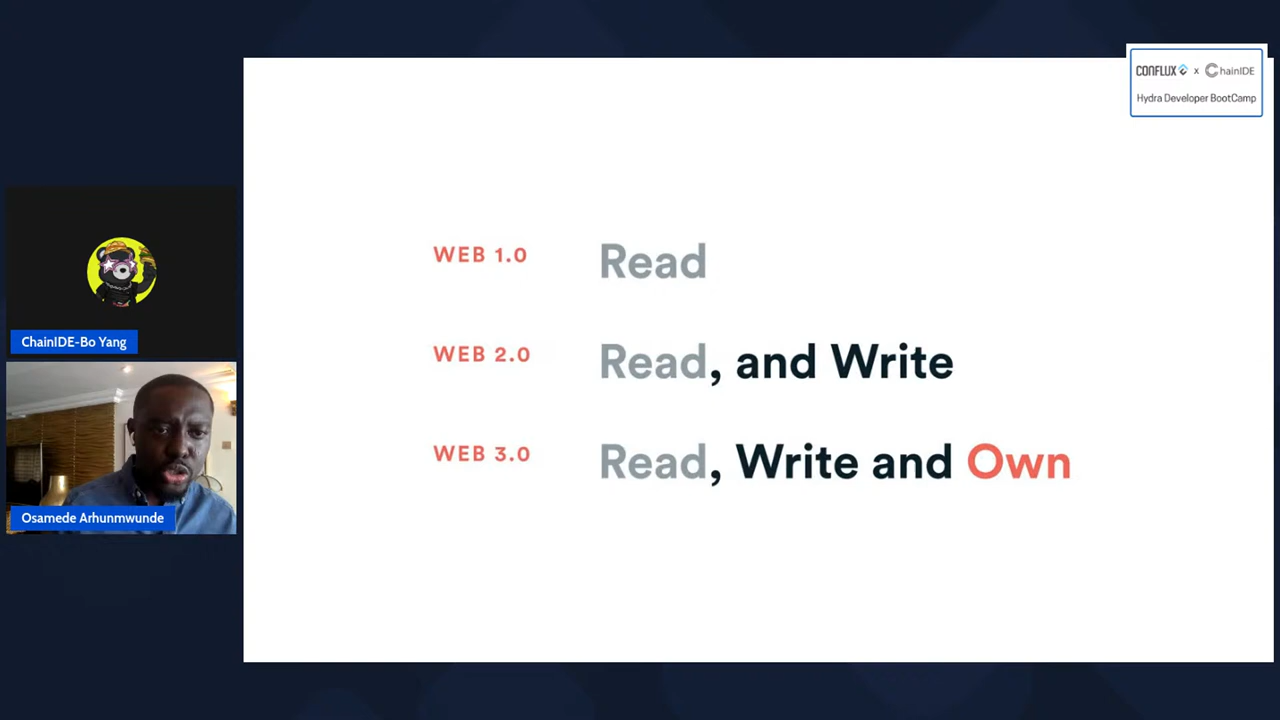 CONFLUX x ChainIDE
Hydra Developer BootCamp
WEB 1.0 Read
WEB 2.0 Read, and Write
WEB 3.0 Read, Write and Own
ChainIDE-Bo Yang
Osamede Arhunmwunde